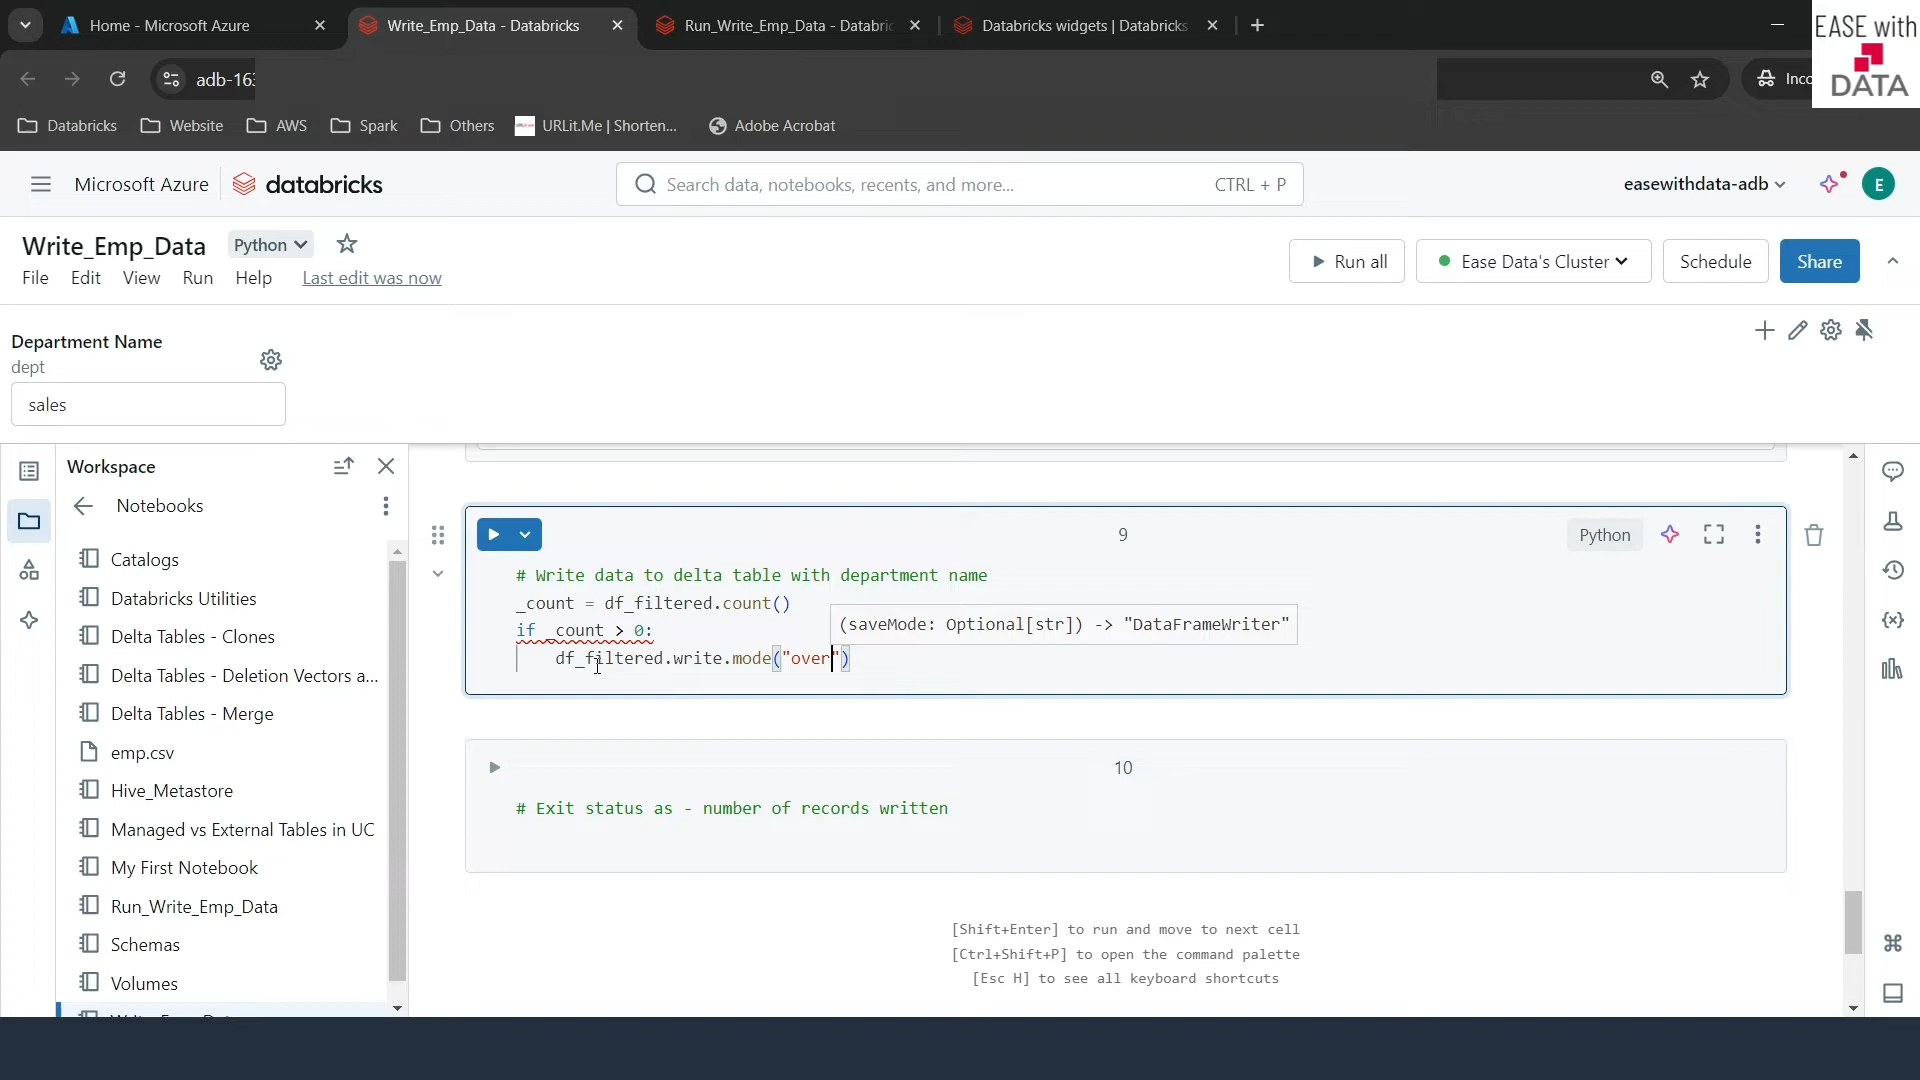 Home - Microsoft Azure
Write_Emp_Data - Databricks
Run_Write_Emp_Data - Databric
Databricks widgets | Databricks
EASE with
DATA
adb-163
Inco
Databricks
Website
AWS
Spark
Others
URLit.Me | Shorten...
Adobe Acrobat
Microsoft Azure
databricks
Search data, notebooks, recents, and more...
CTRL + P
easewithdata-adb
E
Write_Emp_Data
Python
File
Edit
View
Run
Help
Last edit was now
Run all
Ease Data's Cluster
Schedule
Share
Department Name
dept
sales
Workspace
Notebooks
Catalogs
Databricks Utilities
Delta Tables - Clones
Delta Tables - Deletion Vectors a...
Delta Tables - Merge
emp.csv
Hive_Metastore
Managed vs External Tables in UC
My First Notebook
Run_Write_Emp_Data
Schemas
Volumes
9
Python
# Write data to delta table with department name
_count = df_filtered.count()
if _count > 0:
(saveMode: Optional[str]) -> "DataFrameWriter"
df_filtered.write.mode("over")
10
# Exit status as - number of records written
[Shift+Enter] to run and move to next cell
[Ctrl+Shift+P] to open the command palette
[Esc H] to see all keyboard shortcuts